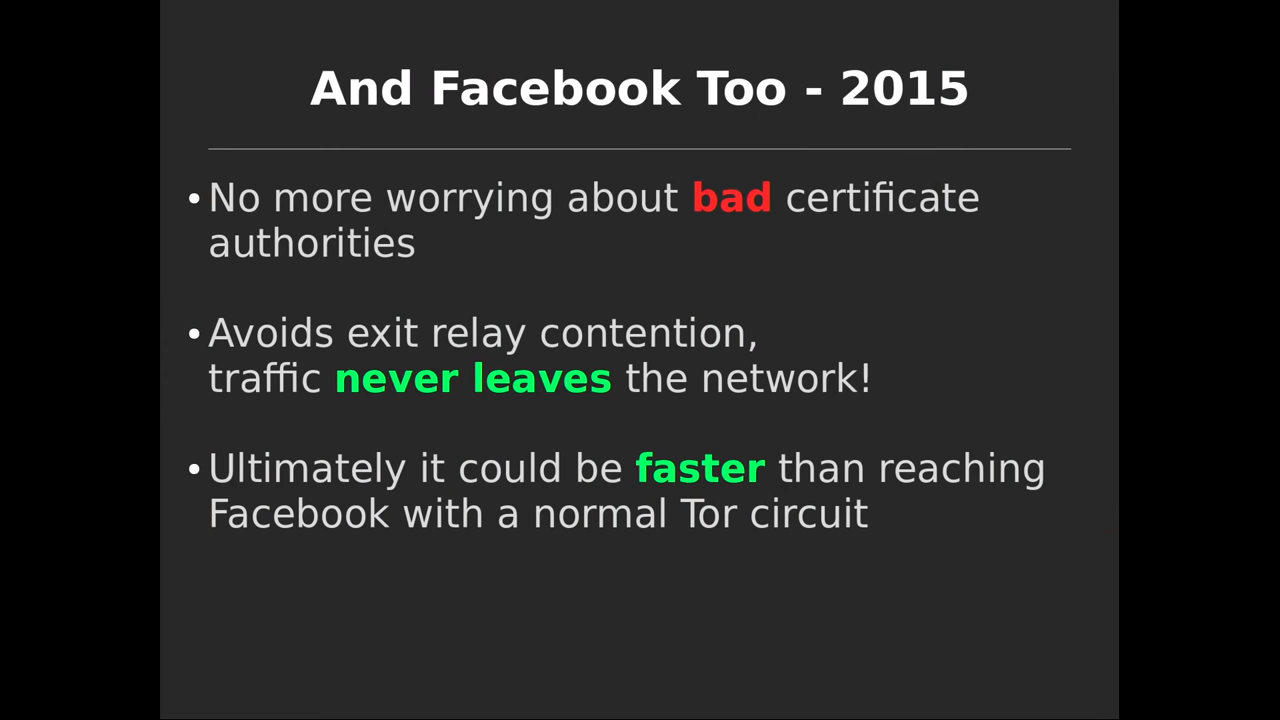 And Facebook Too - 2015
• No more worrying about bad certificate
authorities
• Avoids exit relay contention,
traffic never leaves the network!
• Ultimately it could be faster than reaching
Facebook with a normal Tor circuit